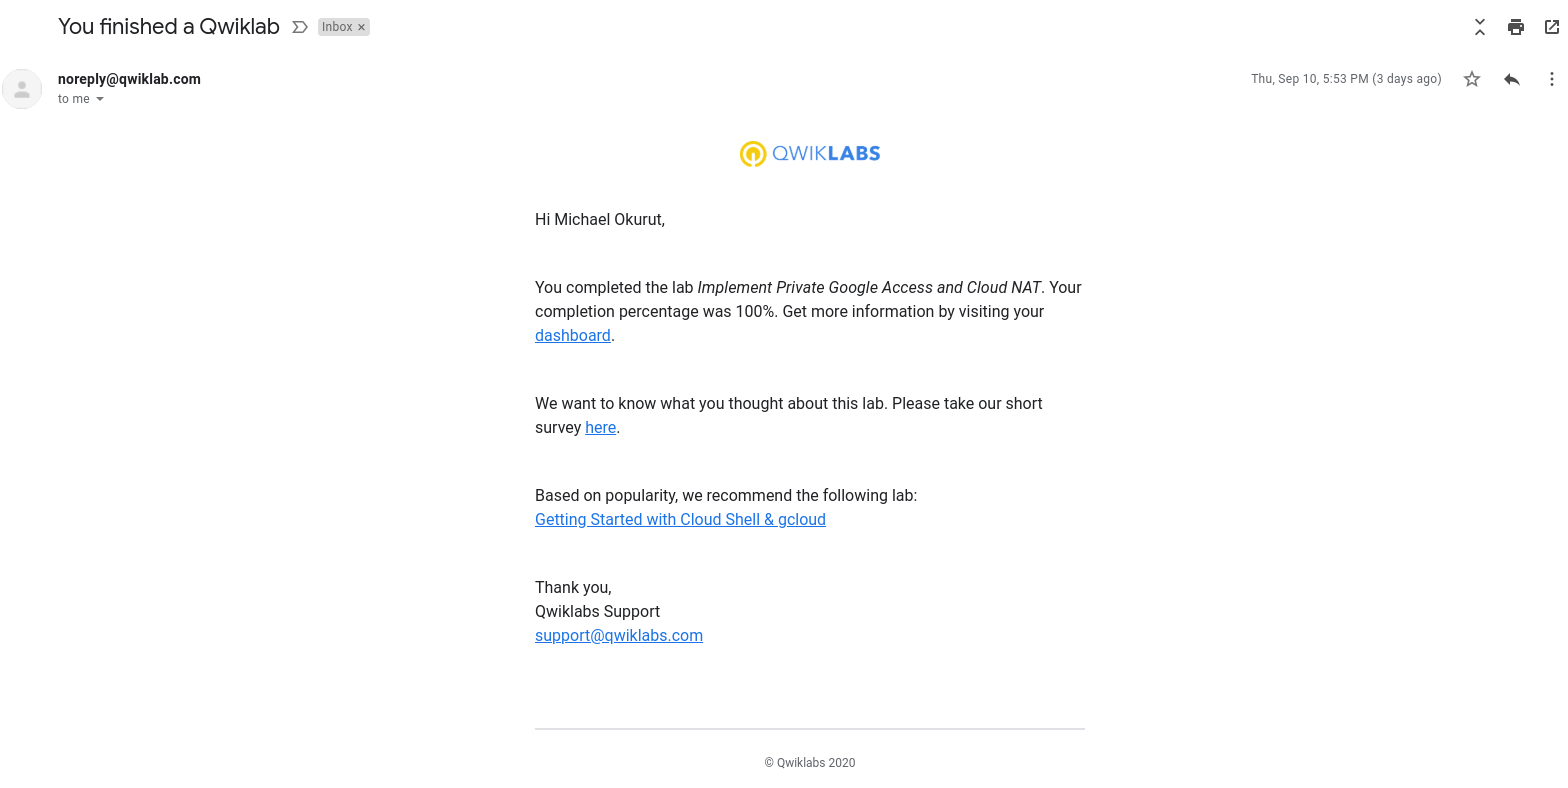 You finished a Qwiklab
Inbox ×
noreply@qwiklab.com
Thu, Sep 10, 5:53 PM (3 days ago)
to me
QWIKLABS
Hi Michael Okurut,
You completed the lab Implement Private Google Access and Cloud NAT. Your
completion percentage was 100%. Get more information by visiting your
dashboard.
We want to know what you thought about this lab. Please take our short
survey here.
Based on popularity, we recommend the following lab:
Getting Started with Cloud Shell & gcloud
Thank you,
Qwiklabs Support
support@qwiklabs.com
© Qwiklabs 2020